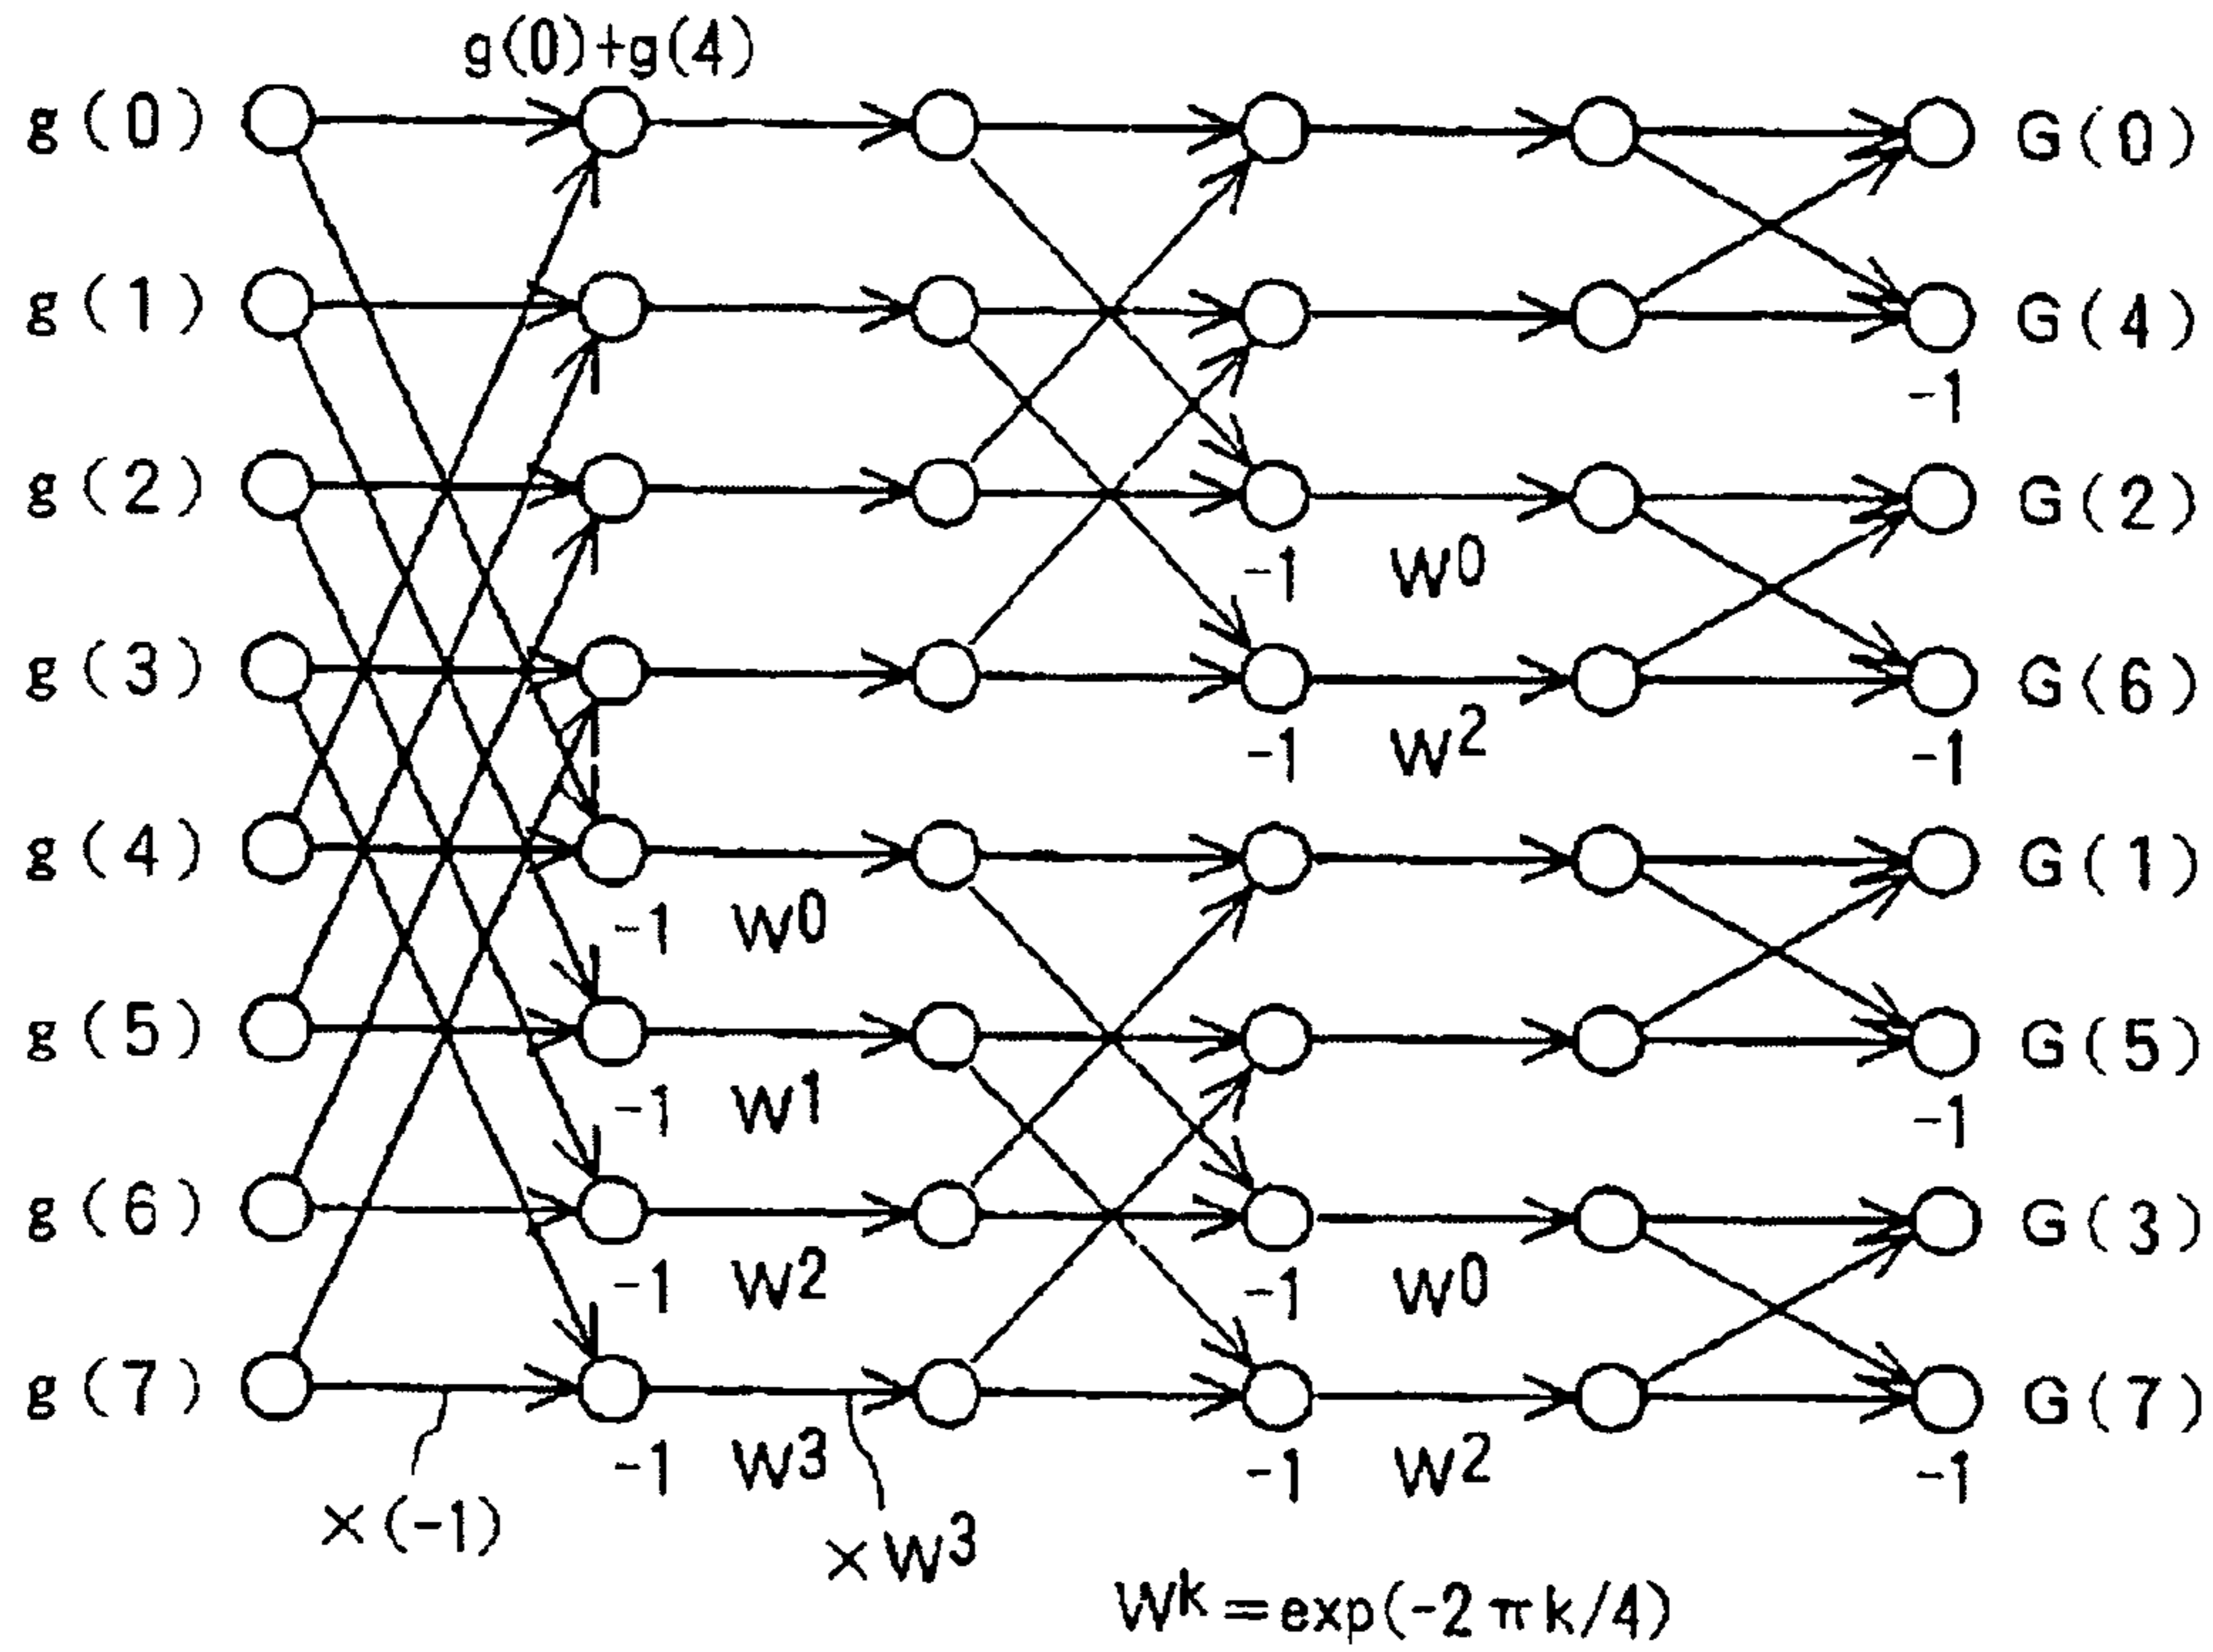 g(0)+g(4)
g(0) G(0)
g(1) G(4)
-1
g(2) G(2)
-1 W0
g(3) G(6)
-1 W2 -1
g(4) G(1)
-1 W0
g(5) G(5)
-1 W1 -1
g(6) G(3)
-1 W2 -1 W0
g(7) G(7)
-1 W3 -1 W2 -1
×(-1)
×W3
Wk=exp(-2πk/4)